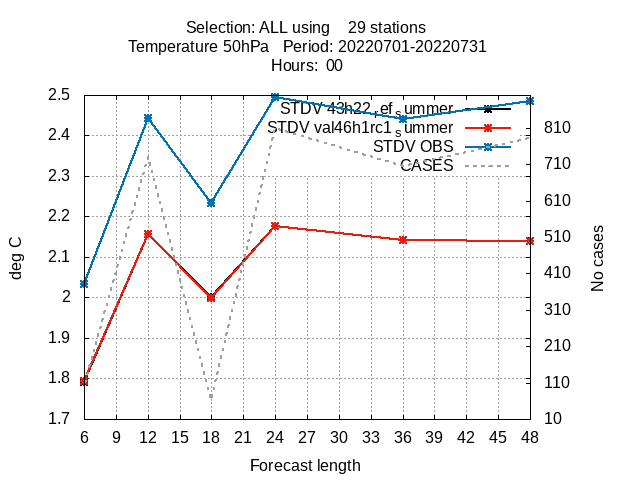 Selection: ALL using    29 stations
Temperature 50hPa   Period: 20220701-20220731
Hours:  00
2.5
2.4
2.3
2.2
2.1
2
1.9
1.8
1.7
deg C
STDV 43h22_ref_summer
STDV val46h1rc1_summer
STDV OBS
CASES
810
710
610
510
410
310
210
110
10
No cases
6 9 12 15 18 21 24 27 30 33 36 39 42 45 48
Forecast length